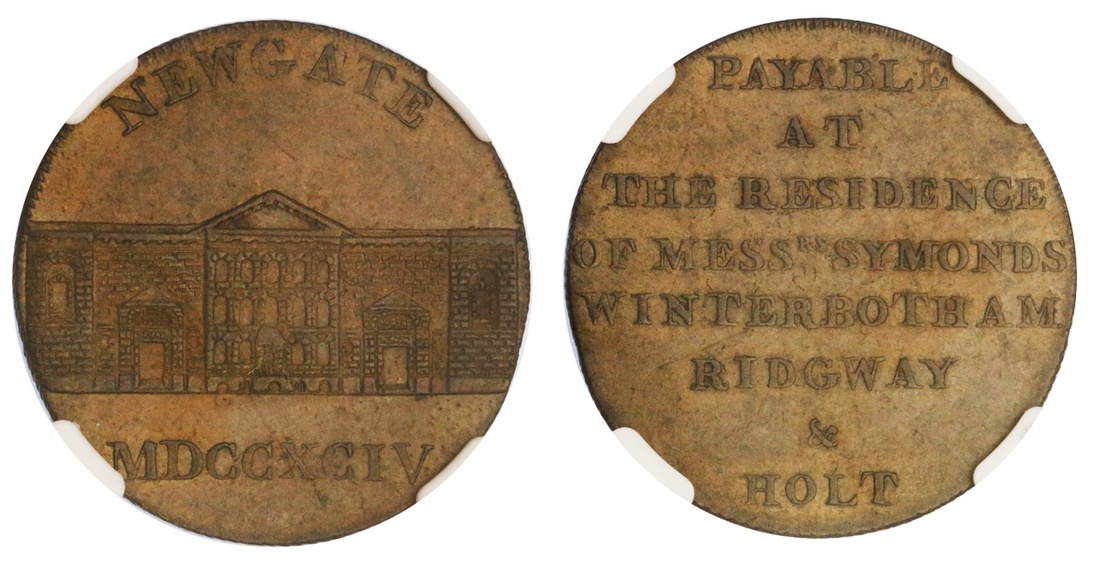 NEWGATE
MDCCXCIV
PAYABLE
AT
THE RESIDENCE
OF MESSRS SYMONDS
WINTERBOTHAM
RIDGWAY
&
HOLT